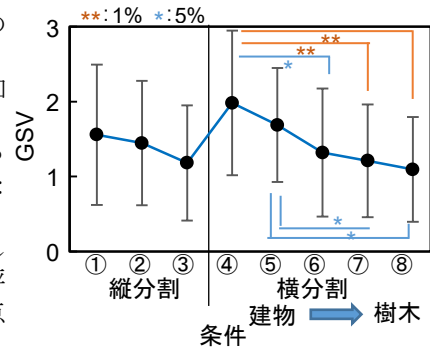 **:1% *:5%
3
2
1
0
GSV
**
**
*
*
*
① ② ③ ④ ⑤ ⑥ ⑦ ⑧
縦分割 横分割
建物 樹木
条件